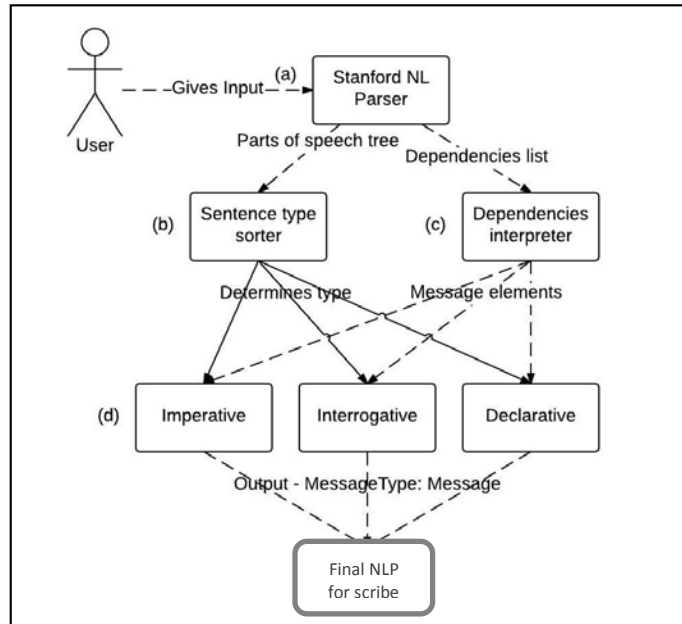 (a)
Gives Input
Stanford NL
Parser
User
Parts of speech tree
Dependencies list
(b)
Sentence type
sorter
(c)
Dependencies
interpreter
Determines type
Message elements
(d)
Imperative
Interrogative
Declarative
Output - MessageType: Message
Final NLP
for scribe